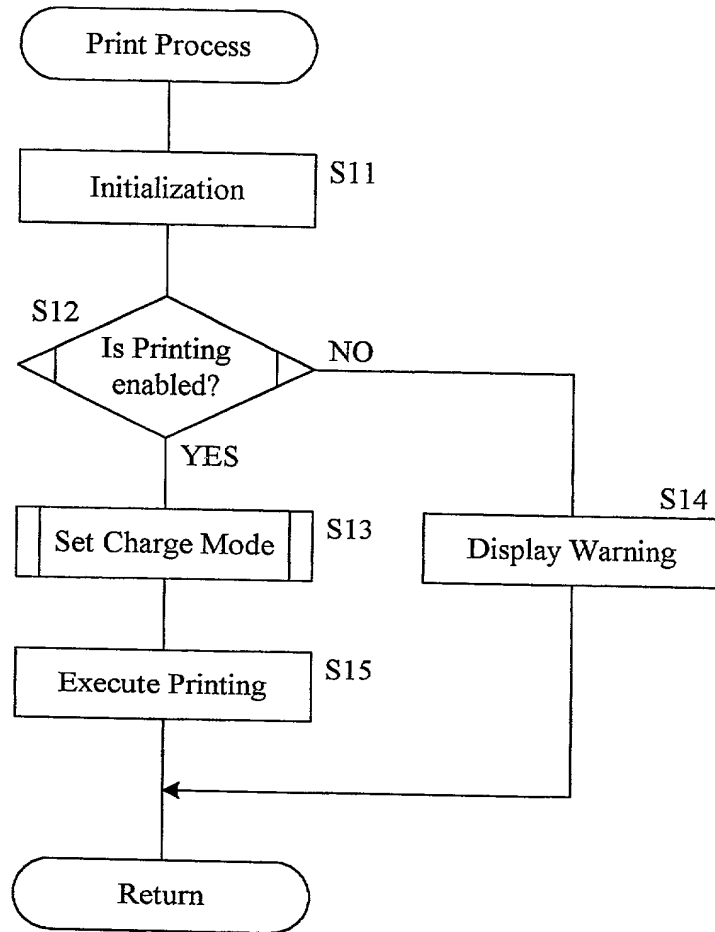 Print Process
Initialization
S11
S12
Is Printing
enabled?
NO
YES
Set Charge Mode
S13
S14
Display Warning
Execute Printing
S15
Return